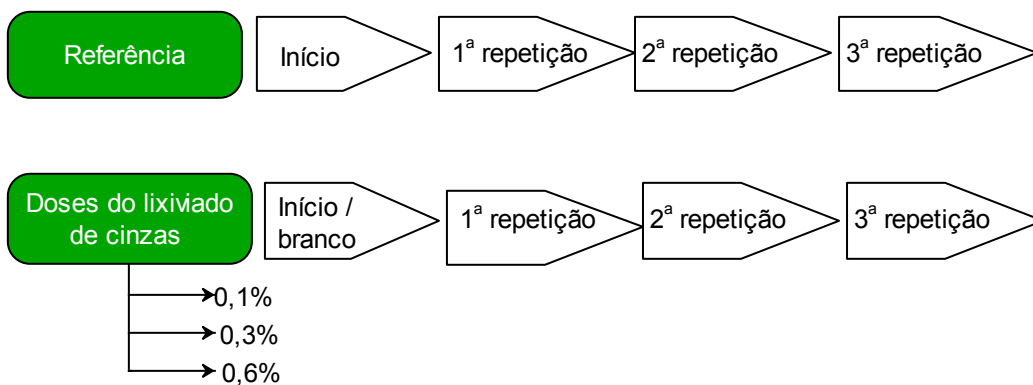 Referência
Início
1ª repetição
2ª repetição
3ª repetição
Doses do lixiviado
de cinzas
Início /
branco
1ª repetição
2ª repetição
3ª repetição
0,1%
0,3%
0,6%